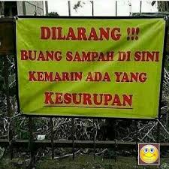 DILARANG !!!
BUANG SAMPAH DI SINI
KEMARIN ADA YANG
KESURUPAN